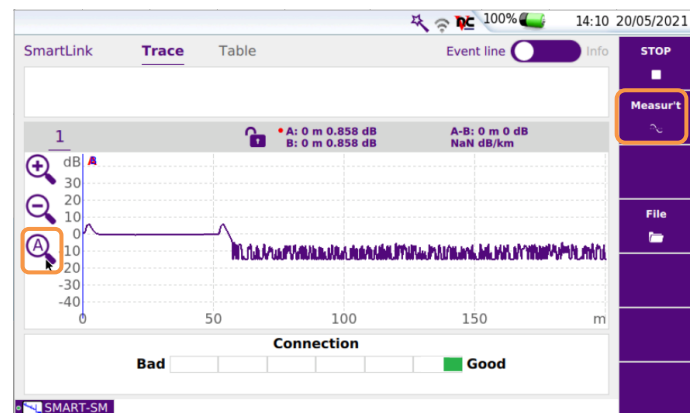 100% 14:10 20/05/2021
SmartLink Trace Table Event line Info
STOP
Measur't
1 A: 0 m 0.858 dB A-B: 0 m 0 dB
B: 0 m 0.858 dB NaN dB/km
dB
30
20
10
0
10
20
-30
-40
0 50 100 150 m
File
Connection
Bad Good
SMART-SM